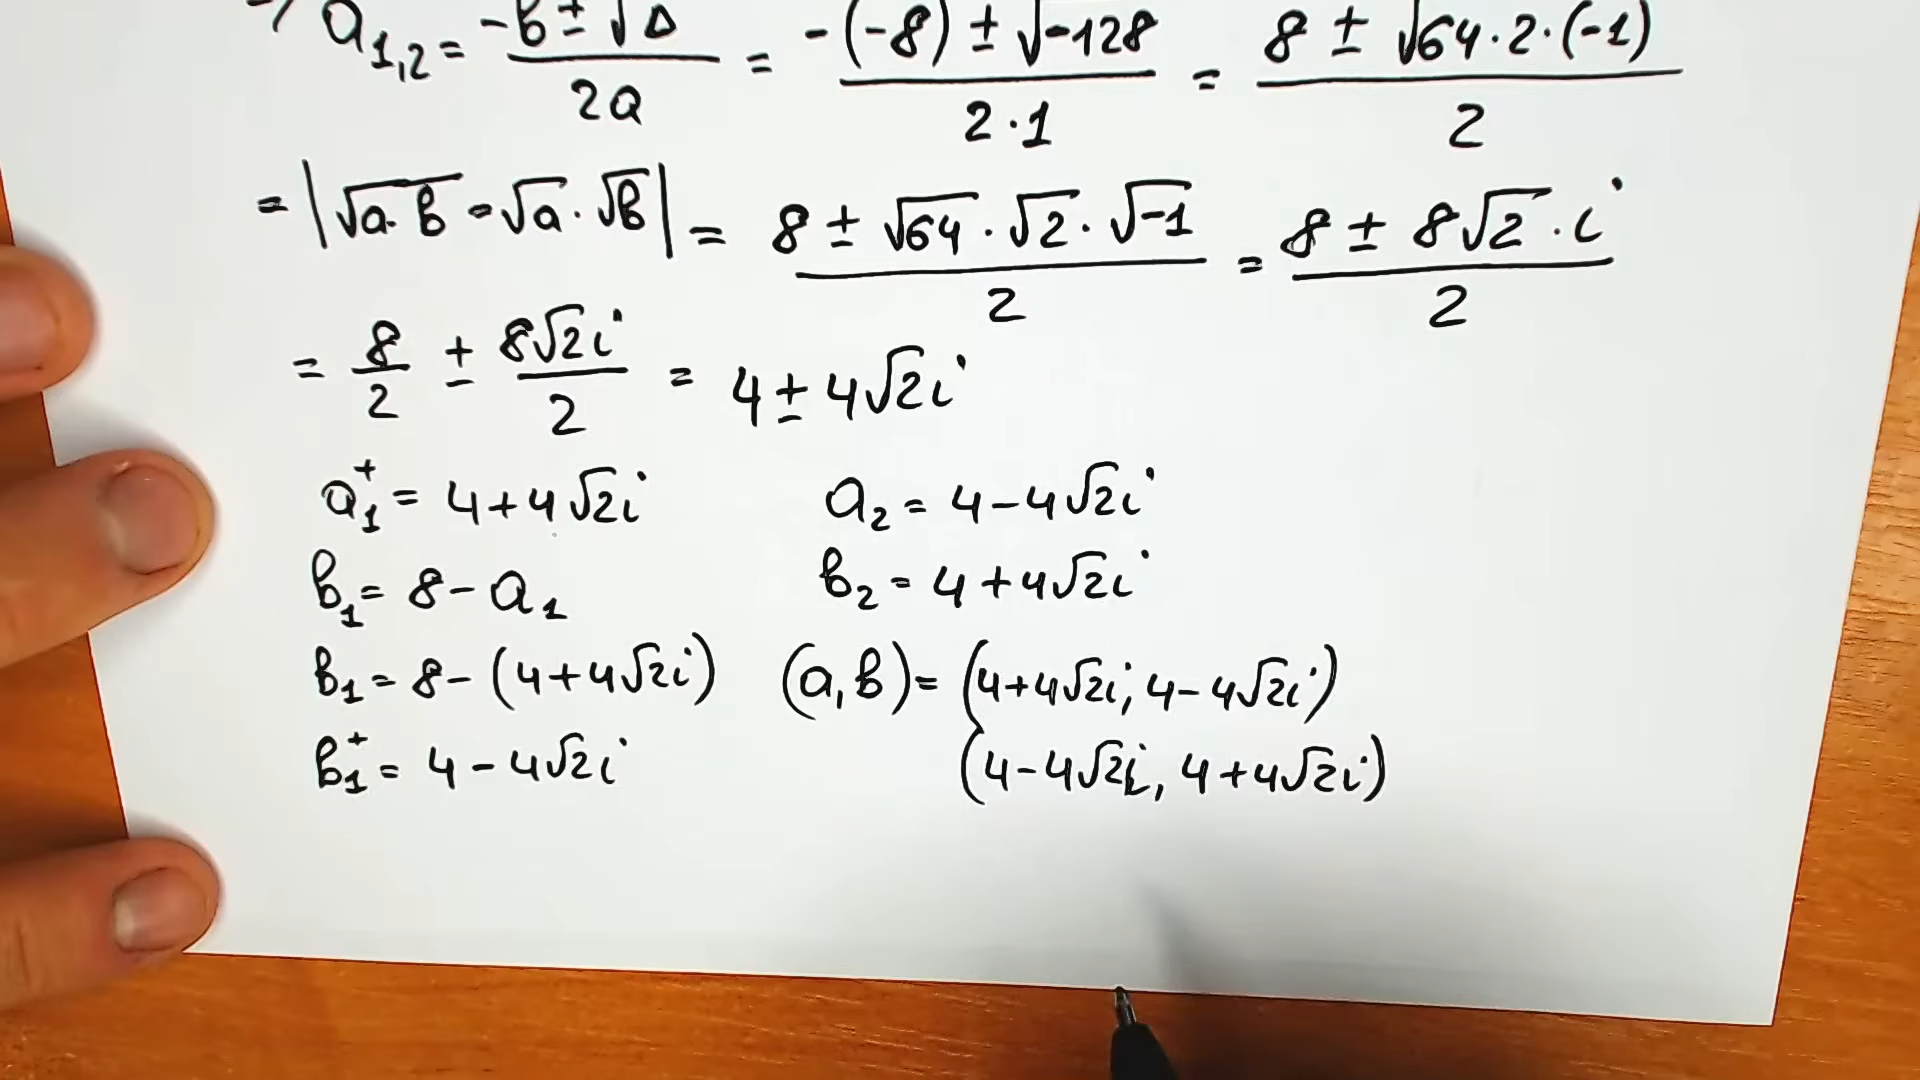 a₁,₂ = (-b ± √Δ)/(2a) = (-(-8) ± √-128)/(2·1) = (8 ± √64·2·(-1))/2
= |√a·b = √a·√b| = (8 ± √64·√2·√-1)/2 = (8 ± 8√2·i)/2
= 8/2 ± 8√2i/2 = 4 ± 4√2i
a₁⁺ = 4+4√2i
b₁ = 8 - a₁
b₁ = 8 - (4+4√2i)
b₁⁺ = 4 - 4√2i
a₂ = 4 - 4√2i
b₂ = 4 + 4√2i
(a, b) = (4+4√2i; 4-4√2i)
(4-4√2i, 4+4√2i)